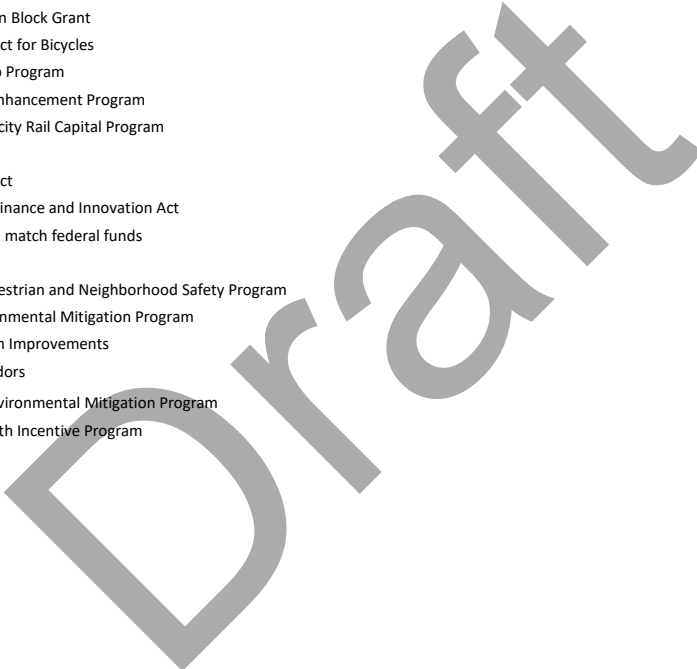 n Block Grant
ct for Bicycles
p Program
nhancement Program
city Rail Capital Program
ct
inance and Innovation Act
match federal funds
estrian and Neighborhood Safety Program
nmental Mitigation Program
n Improvements
dors
vironmental Mitigation Program
th Incentive Program
Draft